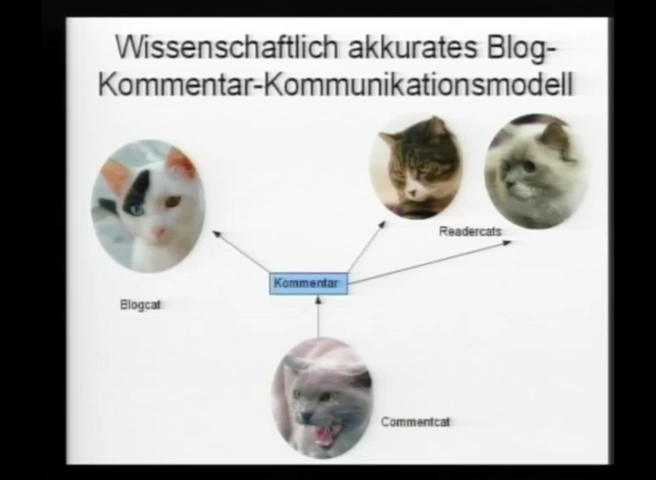 Wissenschaftlich akkurates Blog-
Kommentar-Kommunikationsmodell
Readercats
Kommentar
Blogcat
Commentcat